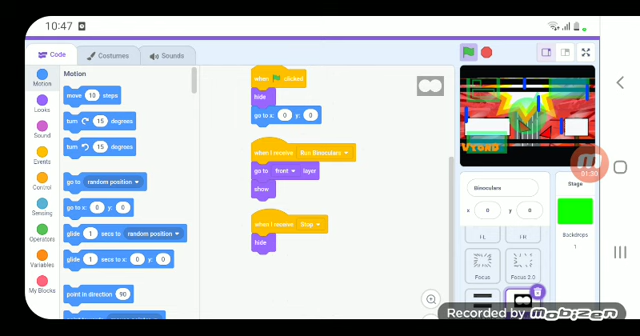 10:47
Code
Costumes
Sounds
Motion
Looks
Sound
Events
Control
Sensing
Operators
Variables
My Blocks
Motion
move 10 steps
turn 15 degrees
turn 15 degrees
go to random position
go to x: 0 y: 0
glide 1 secs to random position
glide 1 secs to x: 0 y: 0
point in direction 90
when clicked
hide
go to x: 0 y: 0
when I receive Box Binoculars
go to front layer
show
when I receive Stop
hide
VYOND
01:30
Binoculars
x 0 y 0
Focus
Focus 2.0
Stage
Backdrops
1
Recorded by mobizen